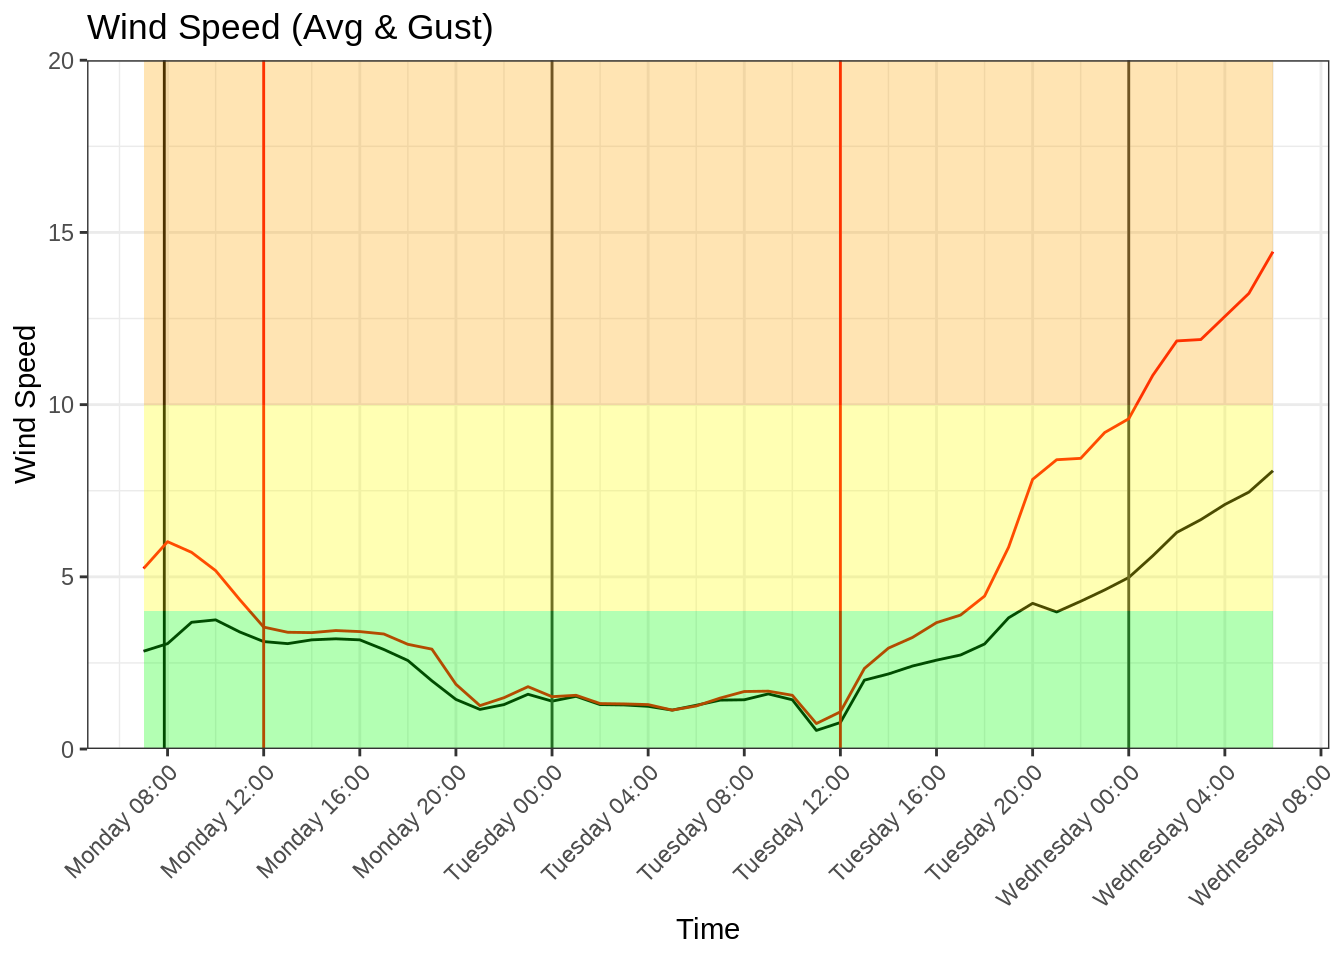 Wind Speed (Avg & Gust)
20
15
10
5
0
Wind Speed
Monday 08:00
Monday 12:00
Monday 16:00
Monday 20:00
Tuesday 00:00
Tuesday 04:00
Tuesday 08:00
Tuesday 12:00
Tuesday 16:00
Tuesday 20:00
Wednesday 00:00
Wednesday 04:00
Wednesday 08:00
Time